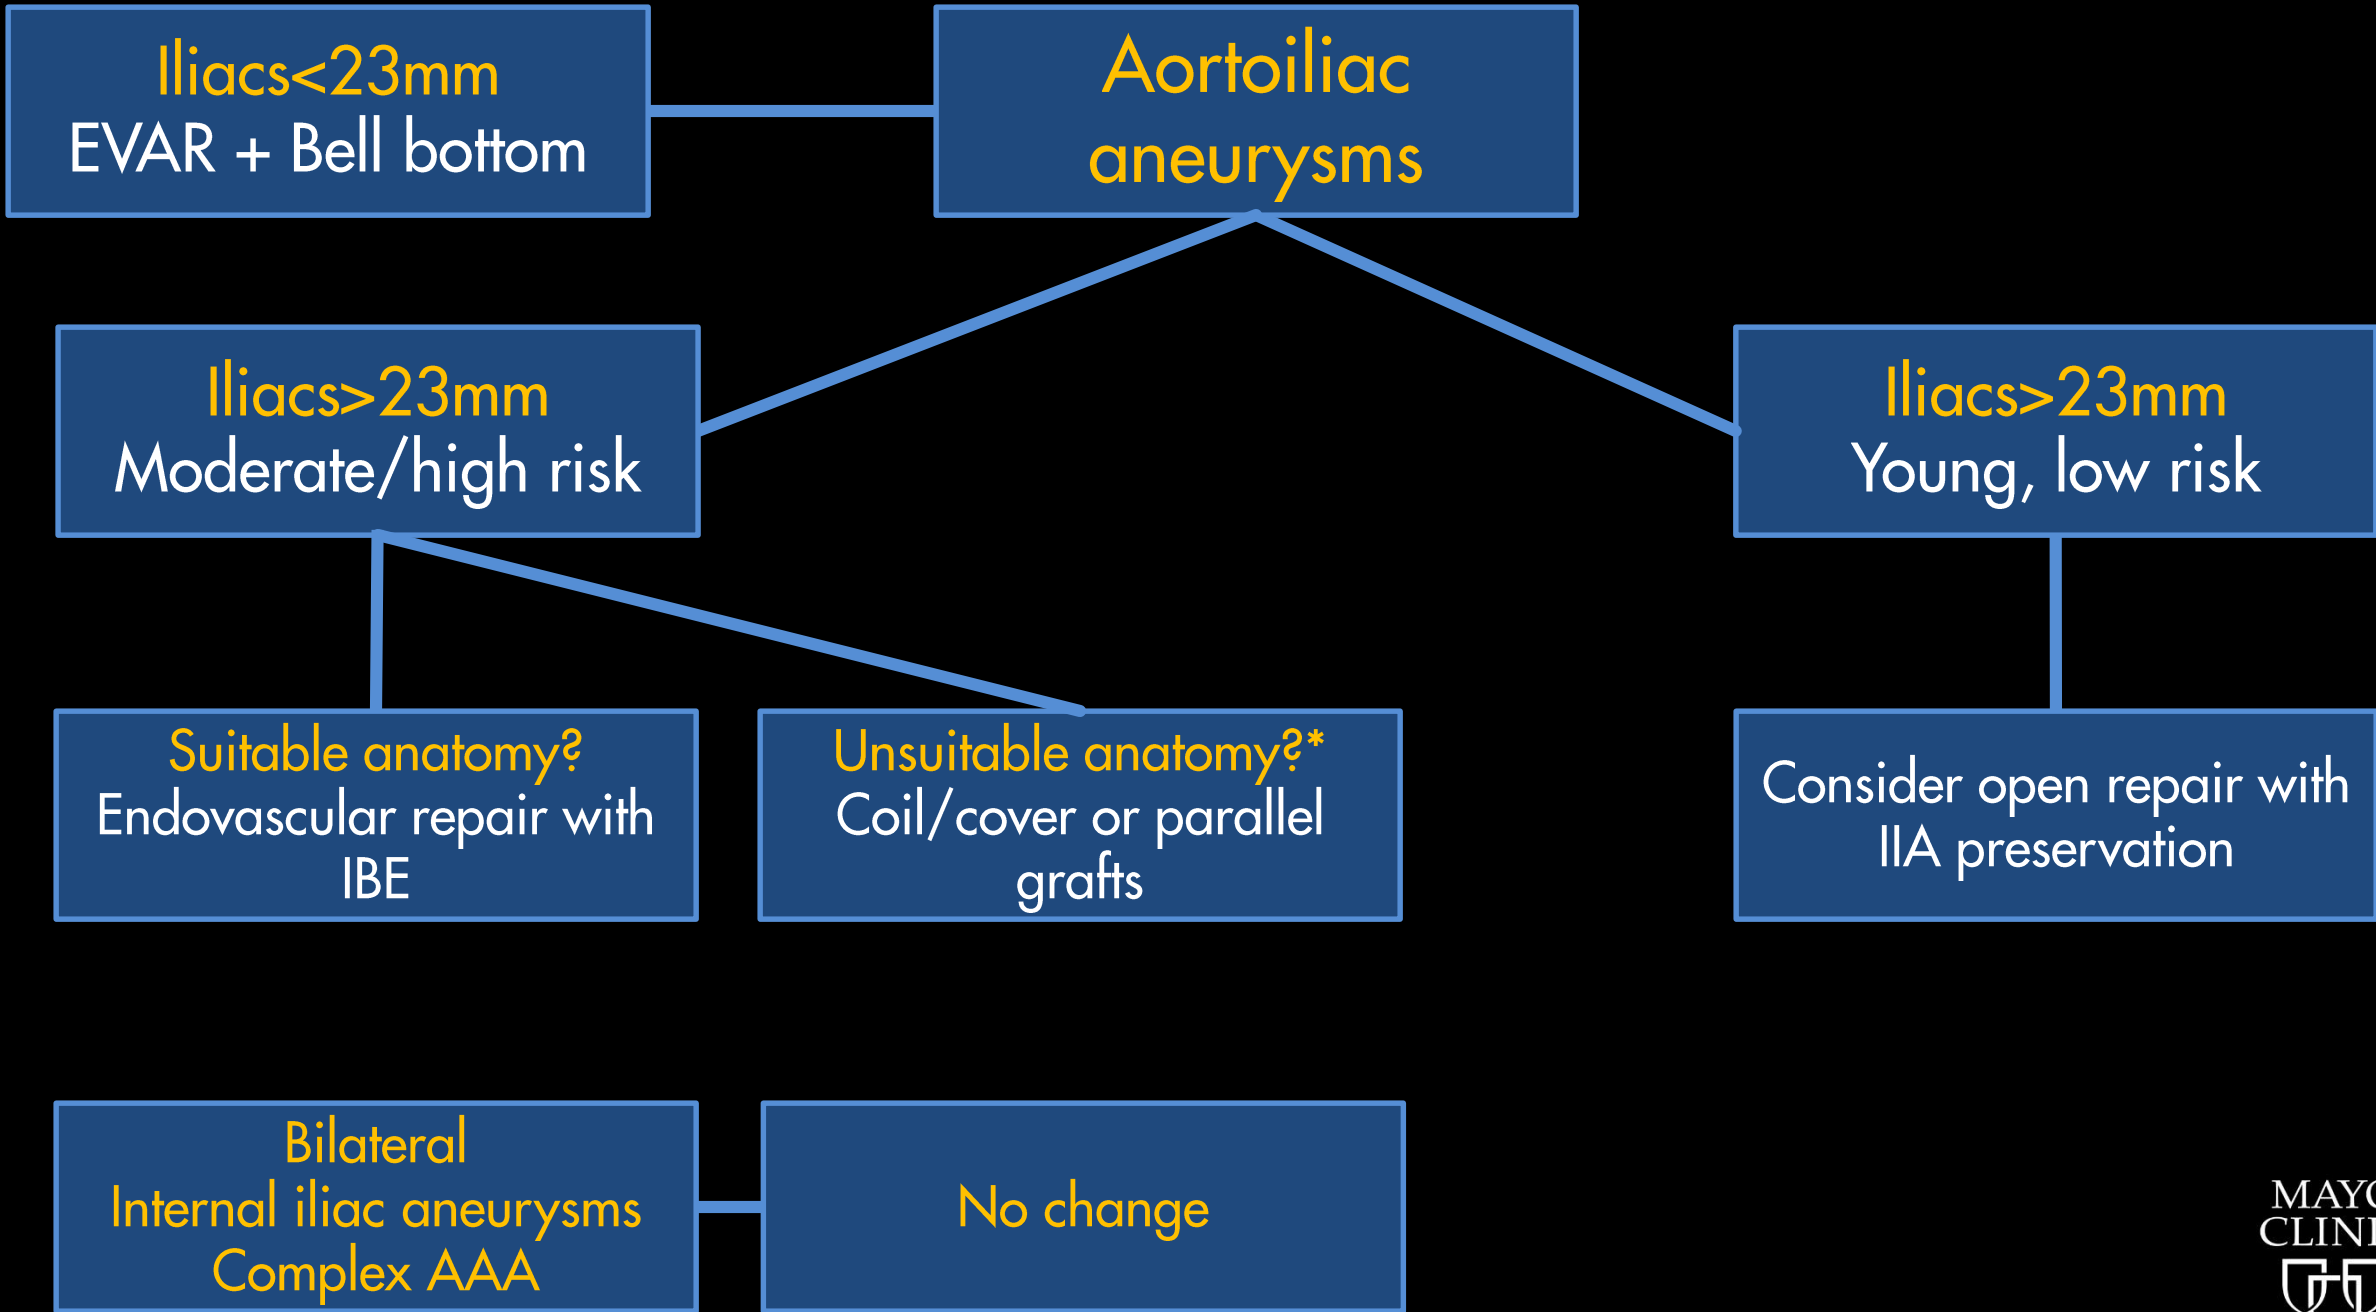 Iliacs<23mm
EVAR + Bell bottom
Aortoiliac
aneurysms
Iliacs>23mm
Moderate/high risk
Iliacs>23mm
Young, low risk
Suitable anatomy?
Endovascular repair with
IBE
Unsuitable anatomy?*
Coil/cover or parallel
grafts
Consider open repair with
IIA preservation
Bilateral
Internal iliac aneurysms
Complex AAA
No change